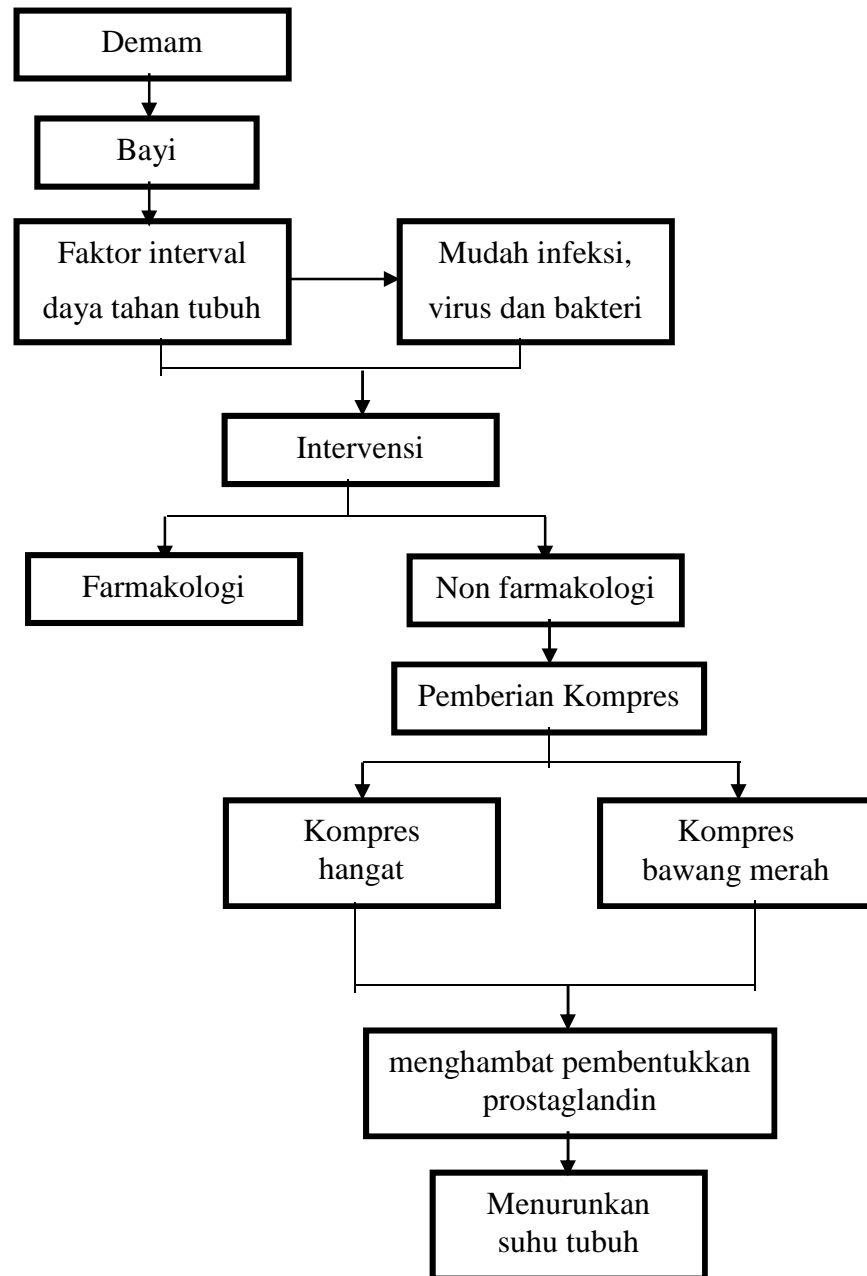 Demam
Bayi
Faktor interval
daya tahan tubuh
Mudah infeksi,
virus dan bakteri
Intervensi
Farmakologi
Non farmakologi
Pemberian Kompres
Kompres
hangat
Kompres
bawang merah
menghambat pembentukkan
prostaglandin
Menurunkan
suhu tubuh